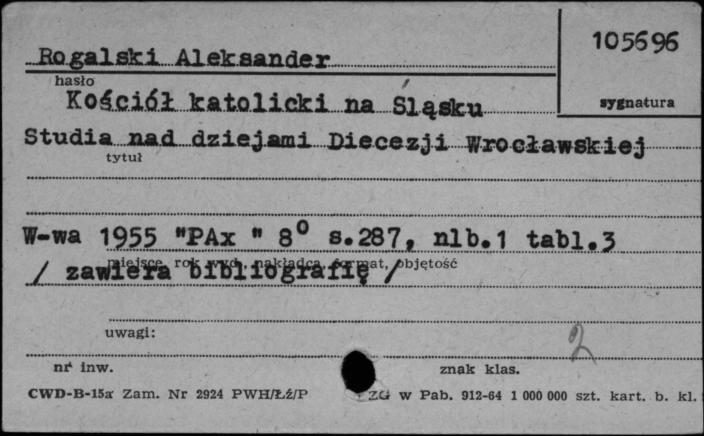 105696
Rogalski Aleksander
hasło
sygnatura
Kościół katolicki na Śląsku
Studia nad dziejami Diecezji Wrocławskiej
tytuł
W-wa 1955 "PAx " 8⁰ s.287, nlb.1 tabl.3
miejsce, rok wyd., nakładca, format, objętość
/ zawiera bibliografię /
uwagi:
2
nr inw.
znak klas.
CWD-B-15a Zam. Nr 2924 PWH/Łź/P ZG w Pab. 912-64 1 000 000 szt. kart. b. kl.